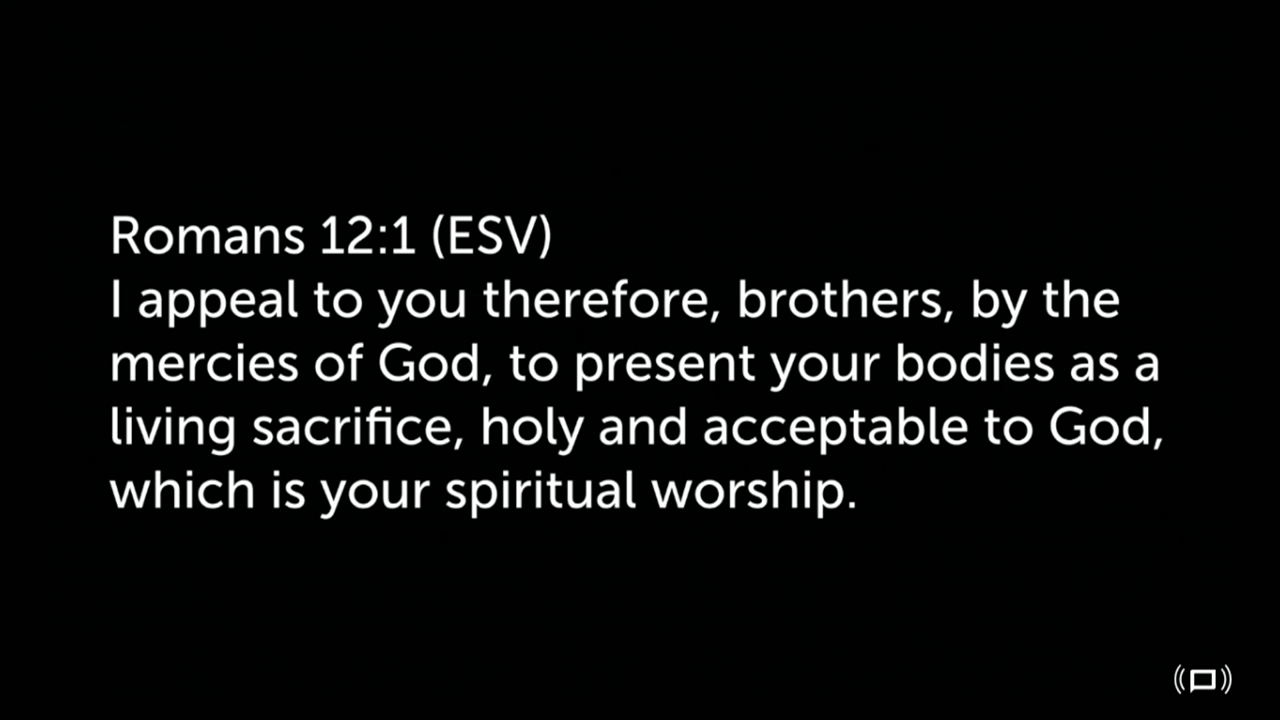 Romans 12:1 (ESV)
I appeal to you therefore, brothers, by the
mercies of God, to present your bodies as a
living sacrifice, holy and acceptable to God,
which is your spiritual worship.